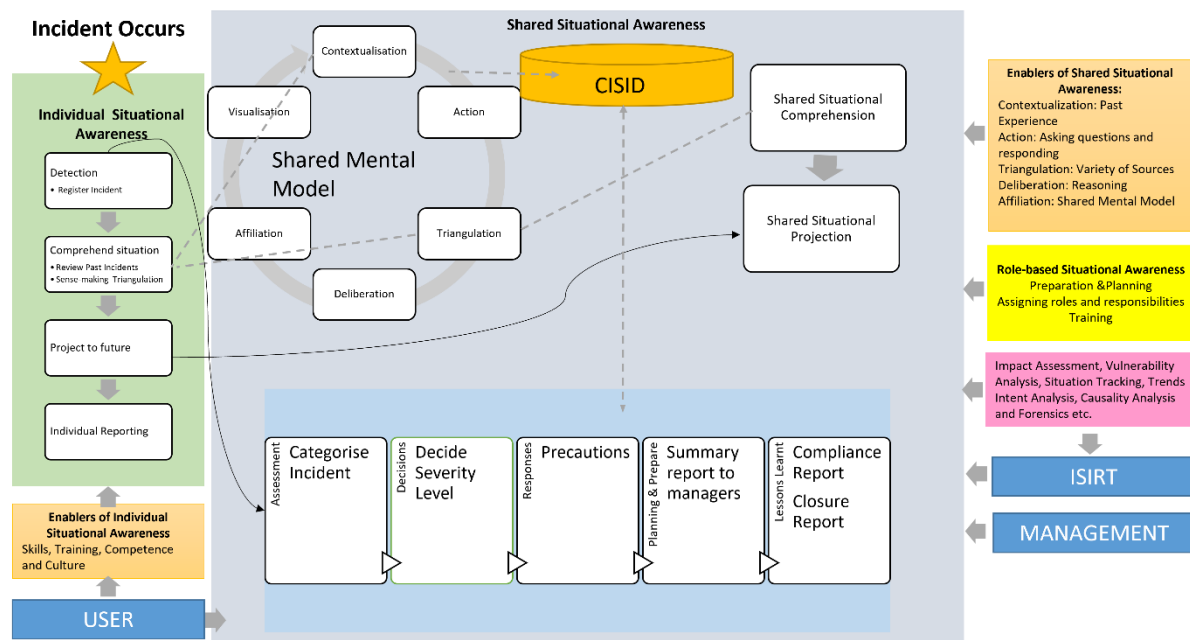 Incident Occurs
Individual Situational
Awareness
Detection
• Register Incident
Comprehend situation
• Review Past Incidents
• Sense-making Triangulation
Project to future
Individual Reporting
Enablers of Individual
Situational Awareness
Skills, Training, Competence
and Culture
USER
Shared Situational Awareness
Contextualisation
Visualisation
Action
Shared Mental
Model
Affiliation
Triangulation
Deliberation
CISID
Shared Situational
Comprehension
Shared Situational
Projection
Assessment
Categorise
Incident
Decisions
Decide
Severity
Level
Responses
Precautions
Planning & Prepare
Summary
report to
managers
Lessons Learnt
Compliance
Report
Closure
Report
Enablers of Shared Situational
Awareness:
Contextualization: Past
Experience
Action: Asking questions and
responding
Triangulation: Variety of Sources
Deliberation: Reasoning
Affiliation: Shared Mental Model
Role-based Situational Awareness
Preparation &Planning
Assigning roles and responsibilities
Training
Impact Assessment, Vulnerability
Analysis, Situation Tracking, Trends
Intent Analysis, Causality Analysis
and Forensics etc.
ISIRT
MANAGEMENT